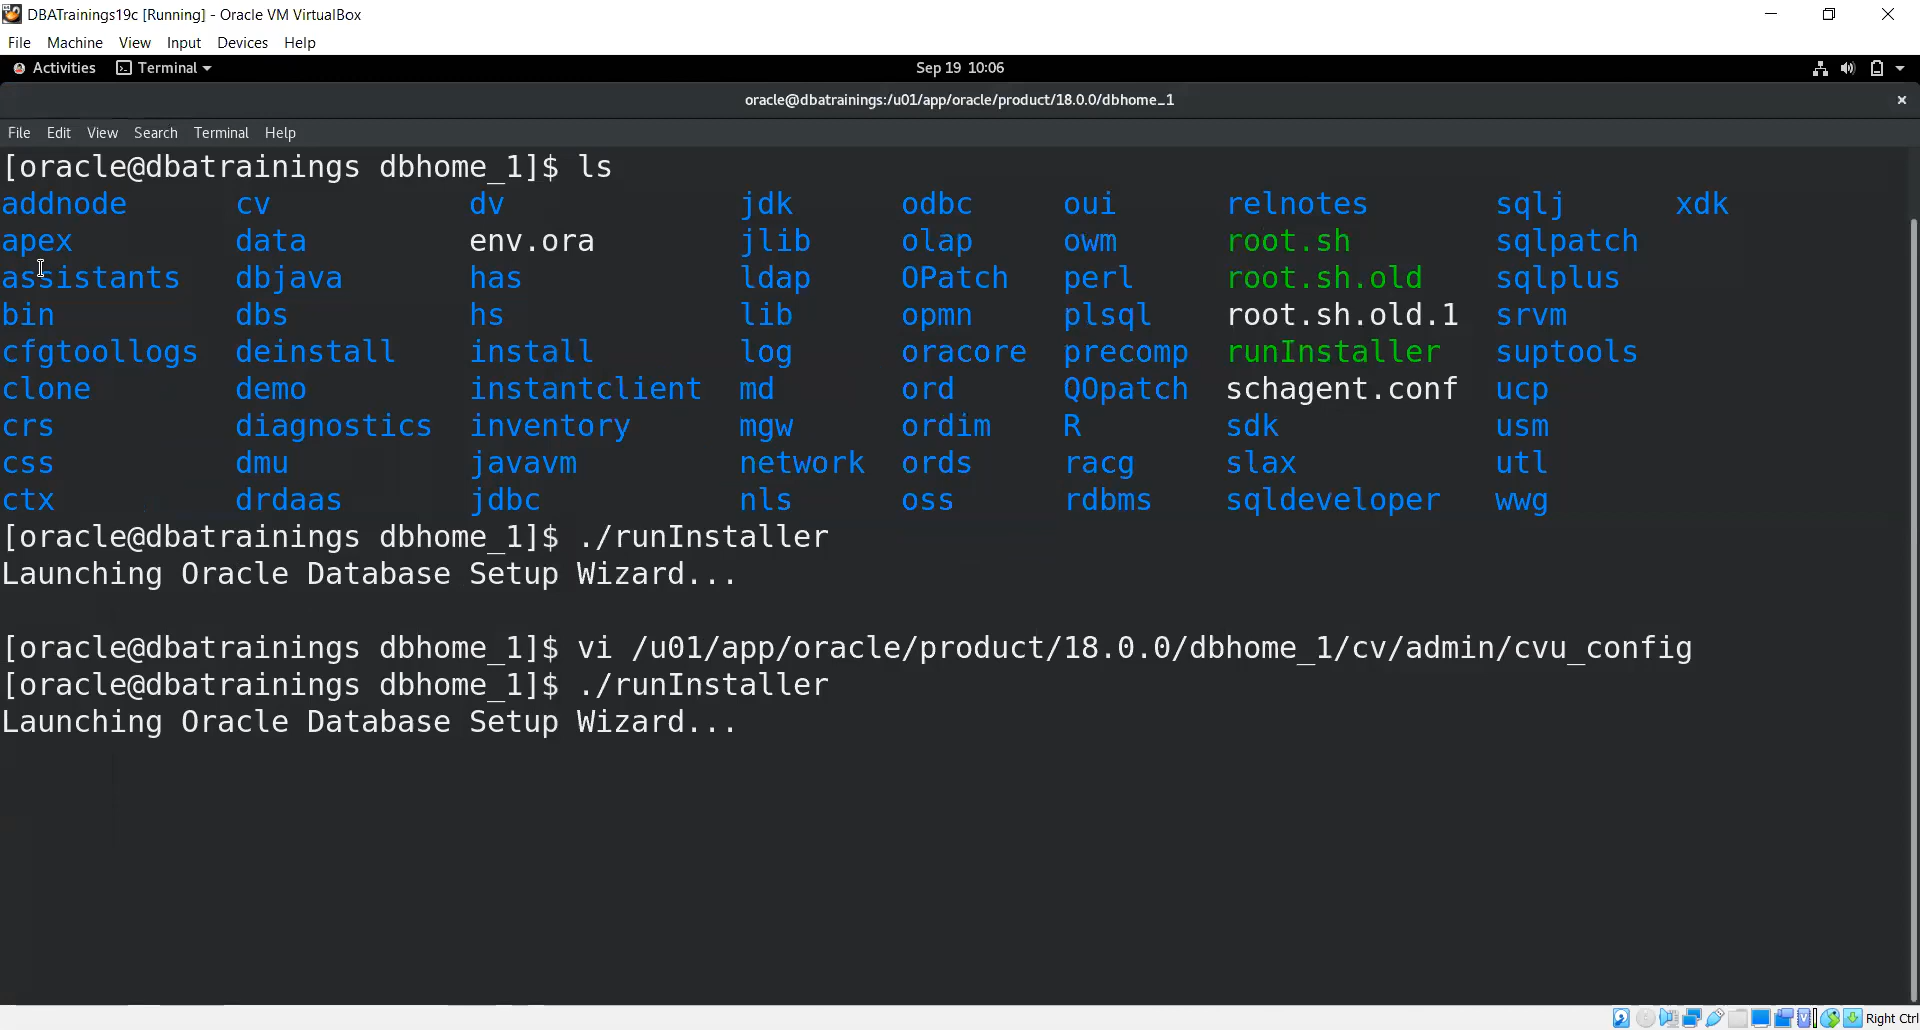 DBATrainings19c [Running] - Oracle VM VirtualBox
File Machine View Input Devices Help
Activities Terminal Sep 19 10:06
oracle@dbatrainings:/u01/app/oracle/product/18.0.0/dbhome_1
File Edit View Search Terminal Help
[oracle@dbatrainings dbhome_1]$ ls
addnode cv dv jdk odbc oui relnotes sqlj xdk
apex data env.ora jlib olap owm root.sh sqlpatch
assistants dbjava has ldap OPatch perl root.sh.old sqlplus
bin dbs hs lib opmn plsql root.sh.old.1 srvm
cfgtoollogs deinstall install log oracore precomp runInstaller suptools
clone demo instantclient md ord QOpatch schagent.conf ucp
crs diagnostics inventory mgw ordim R sdk usm
css dmu javavm network ords racg slax utl
ctx drdaas jdbc nls oss rdbms sqldeveloper wwg
[oracle@dbatrainings dbhome_1]$ ./runInstaller
Launching Oracle Database Setup Wizard...
[oracle@dbatrainings dbhome_1]$ vi /u01/app/oracle/product/18.0.0/dbhome_1/cv/admin/cvu_config
[oracle@dbatrainings dbhome_1]$ ./runInstaller
Launching Oracle Database Setup Wizard...
Right Ctrl